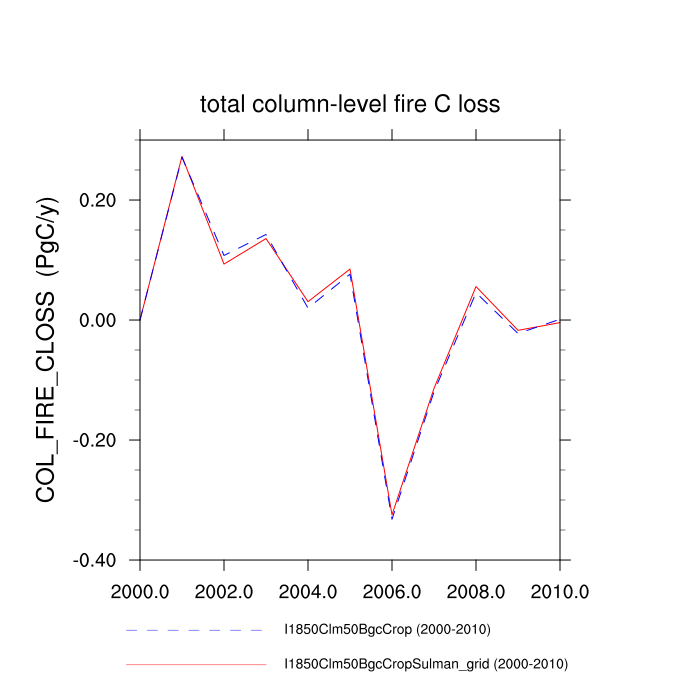 total column-level fire C loss
COL_FIRE_CLOSS (PgC/y)
0.20
0.00
-0.20
-0.40
2000.0 2002.0 2004.0 2006.0 2008.0 2010.0
I1850Clm50BgcCrop (2000-2010)
I1850Clm50BgcCropSulman_grid (2000-2010)